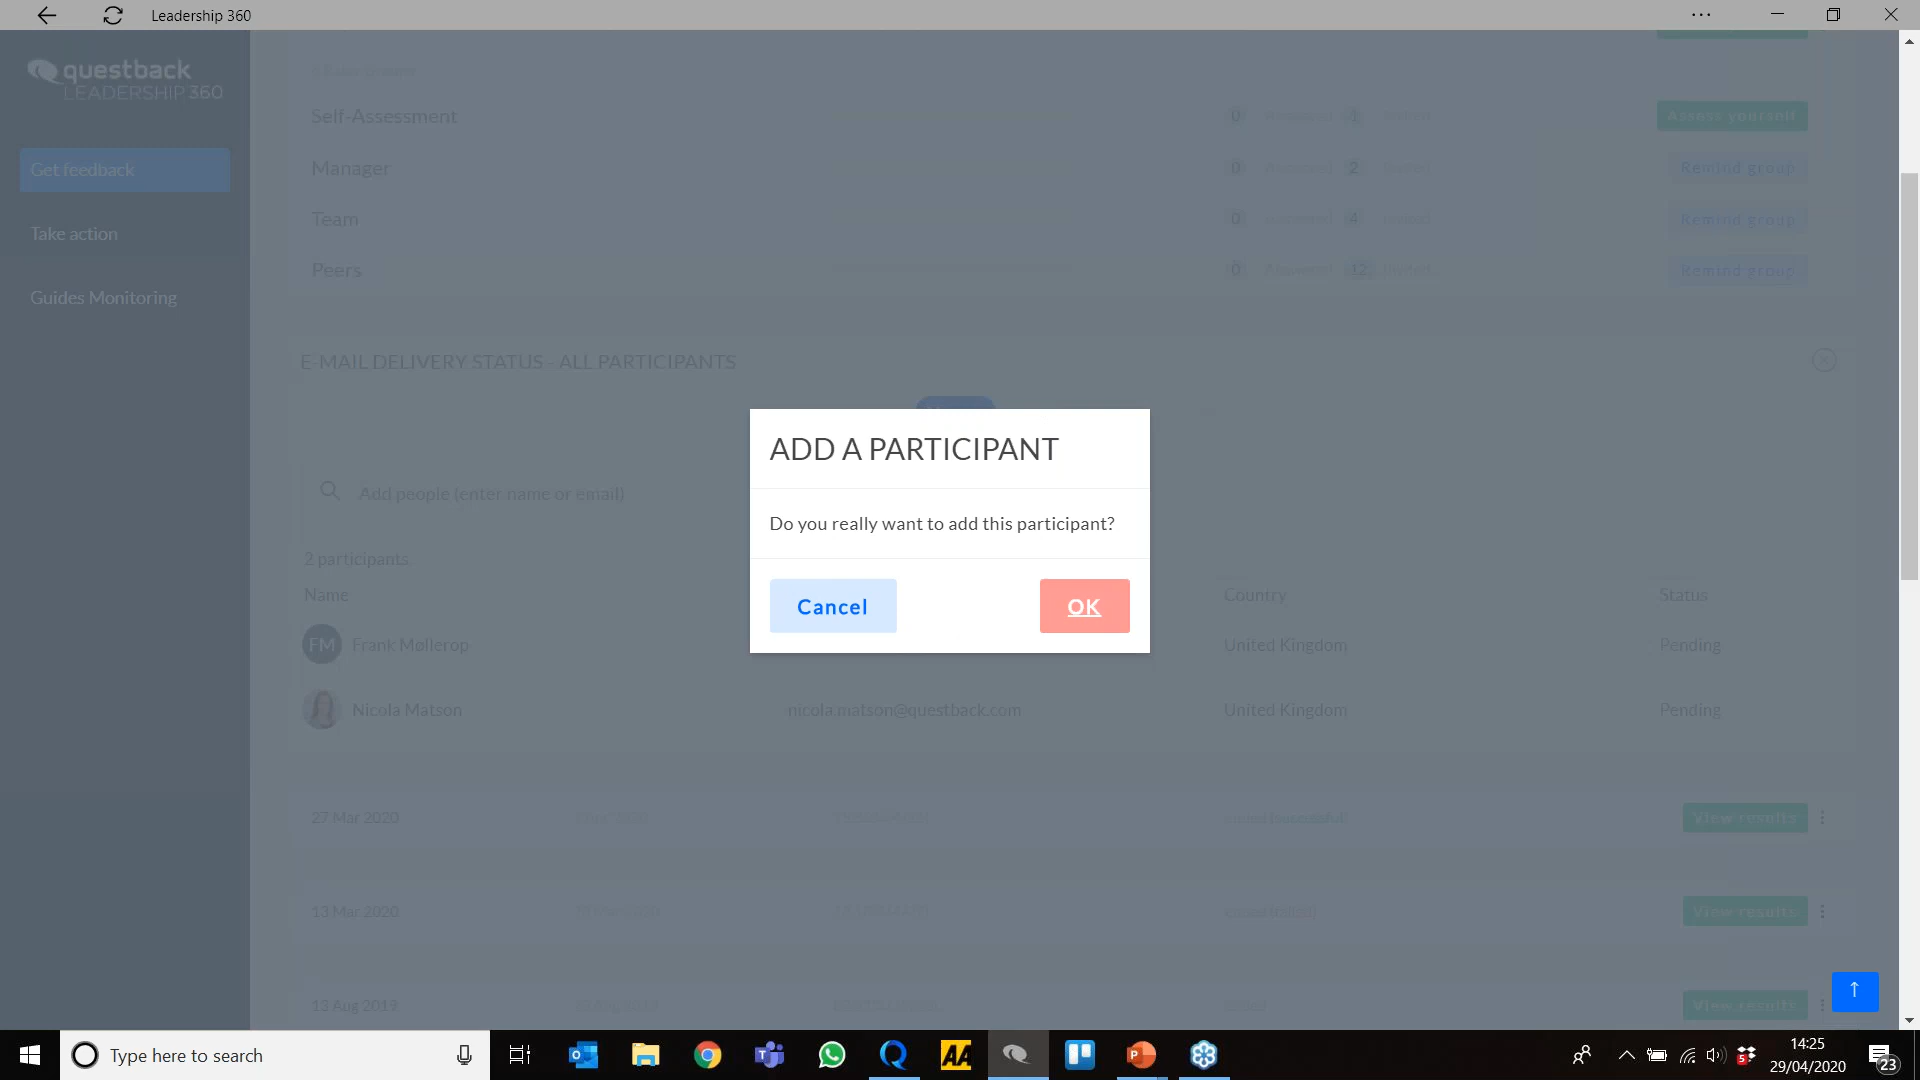 Leadership 360
questback
LEADERSHIP 360
Get feedback
Take action
Guides Monitoring
Self-Assessment 0 1 Assess yourself
Manager 0 2 Invited Remind group
Team 0 4 Invited Remind group
Peers 0 Answered 12 Invited Remind group
E-MAIL DELIVERY STATUS - ALL PARTICIPANTS
Add people (enter name or email)
2 participants
Name Country Status
FM Frank Møllerop United Kingdom Pending
Nicola Matson nicola.matson@questback.com United Kingdom Pending
ADD A PARTICIPANT
Do you really want to add this participant?
Cancel OK
27 Mar 2020 View results
13 Mar 2020 View results
13 Aug 2019 View results
Type here to search
14:25
29/04/2020
23